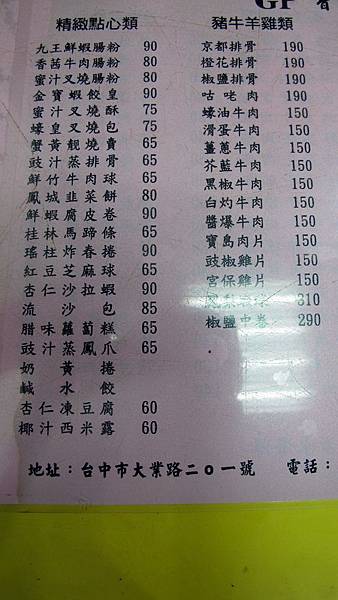 GP 香
精緻點心類
九王鮮蝦腸粉 90
香茜牛肉腸粉 80
蜜汁叉燒腸粉 80
金寶蝦餃皇 90
蜜汁叉燒酥 75
蠔皇叉燒包 75
蟹黃靚燒賣 65
豉汁蒸排骨 65
鮮竹牛肉球 65
鳳城韭菜餅 80
鮮蝦腐皮卷 90
桂林馬蹄條 65
瑤柱炸春捲 90
紅豆芝麻球 65
杏仁沙拉蝦 90
流沙包 85
腊味蘿蔔糕 65
豉汁蒸鳳爪 65
奶黃捲
鹹水餃
杏仁凍豆腐 60
椰汁西米露 60
豬牛羊雞類
京都排骨 190
橙花排骨 190
椒鹽排骨 190
咕咾肉 190
蠔油牛肉 150
滑蛋牛肉 150
薑蔥牛肉 150
芥藍牛肉 150
黑椒牛肉 150
白灼牛肉 150
醬爆牛肉 150
寶島肉片 150
豉椒雞片 150
宮保雞片 150
310
椒鹽中卷 290
地址：台中市大業路二o一號 電話：